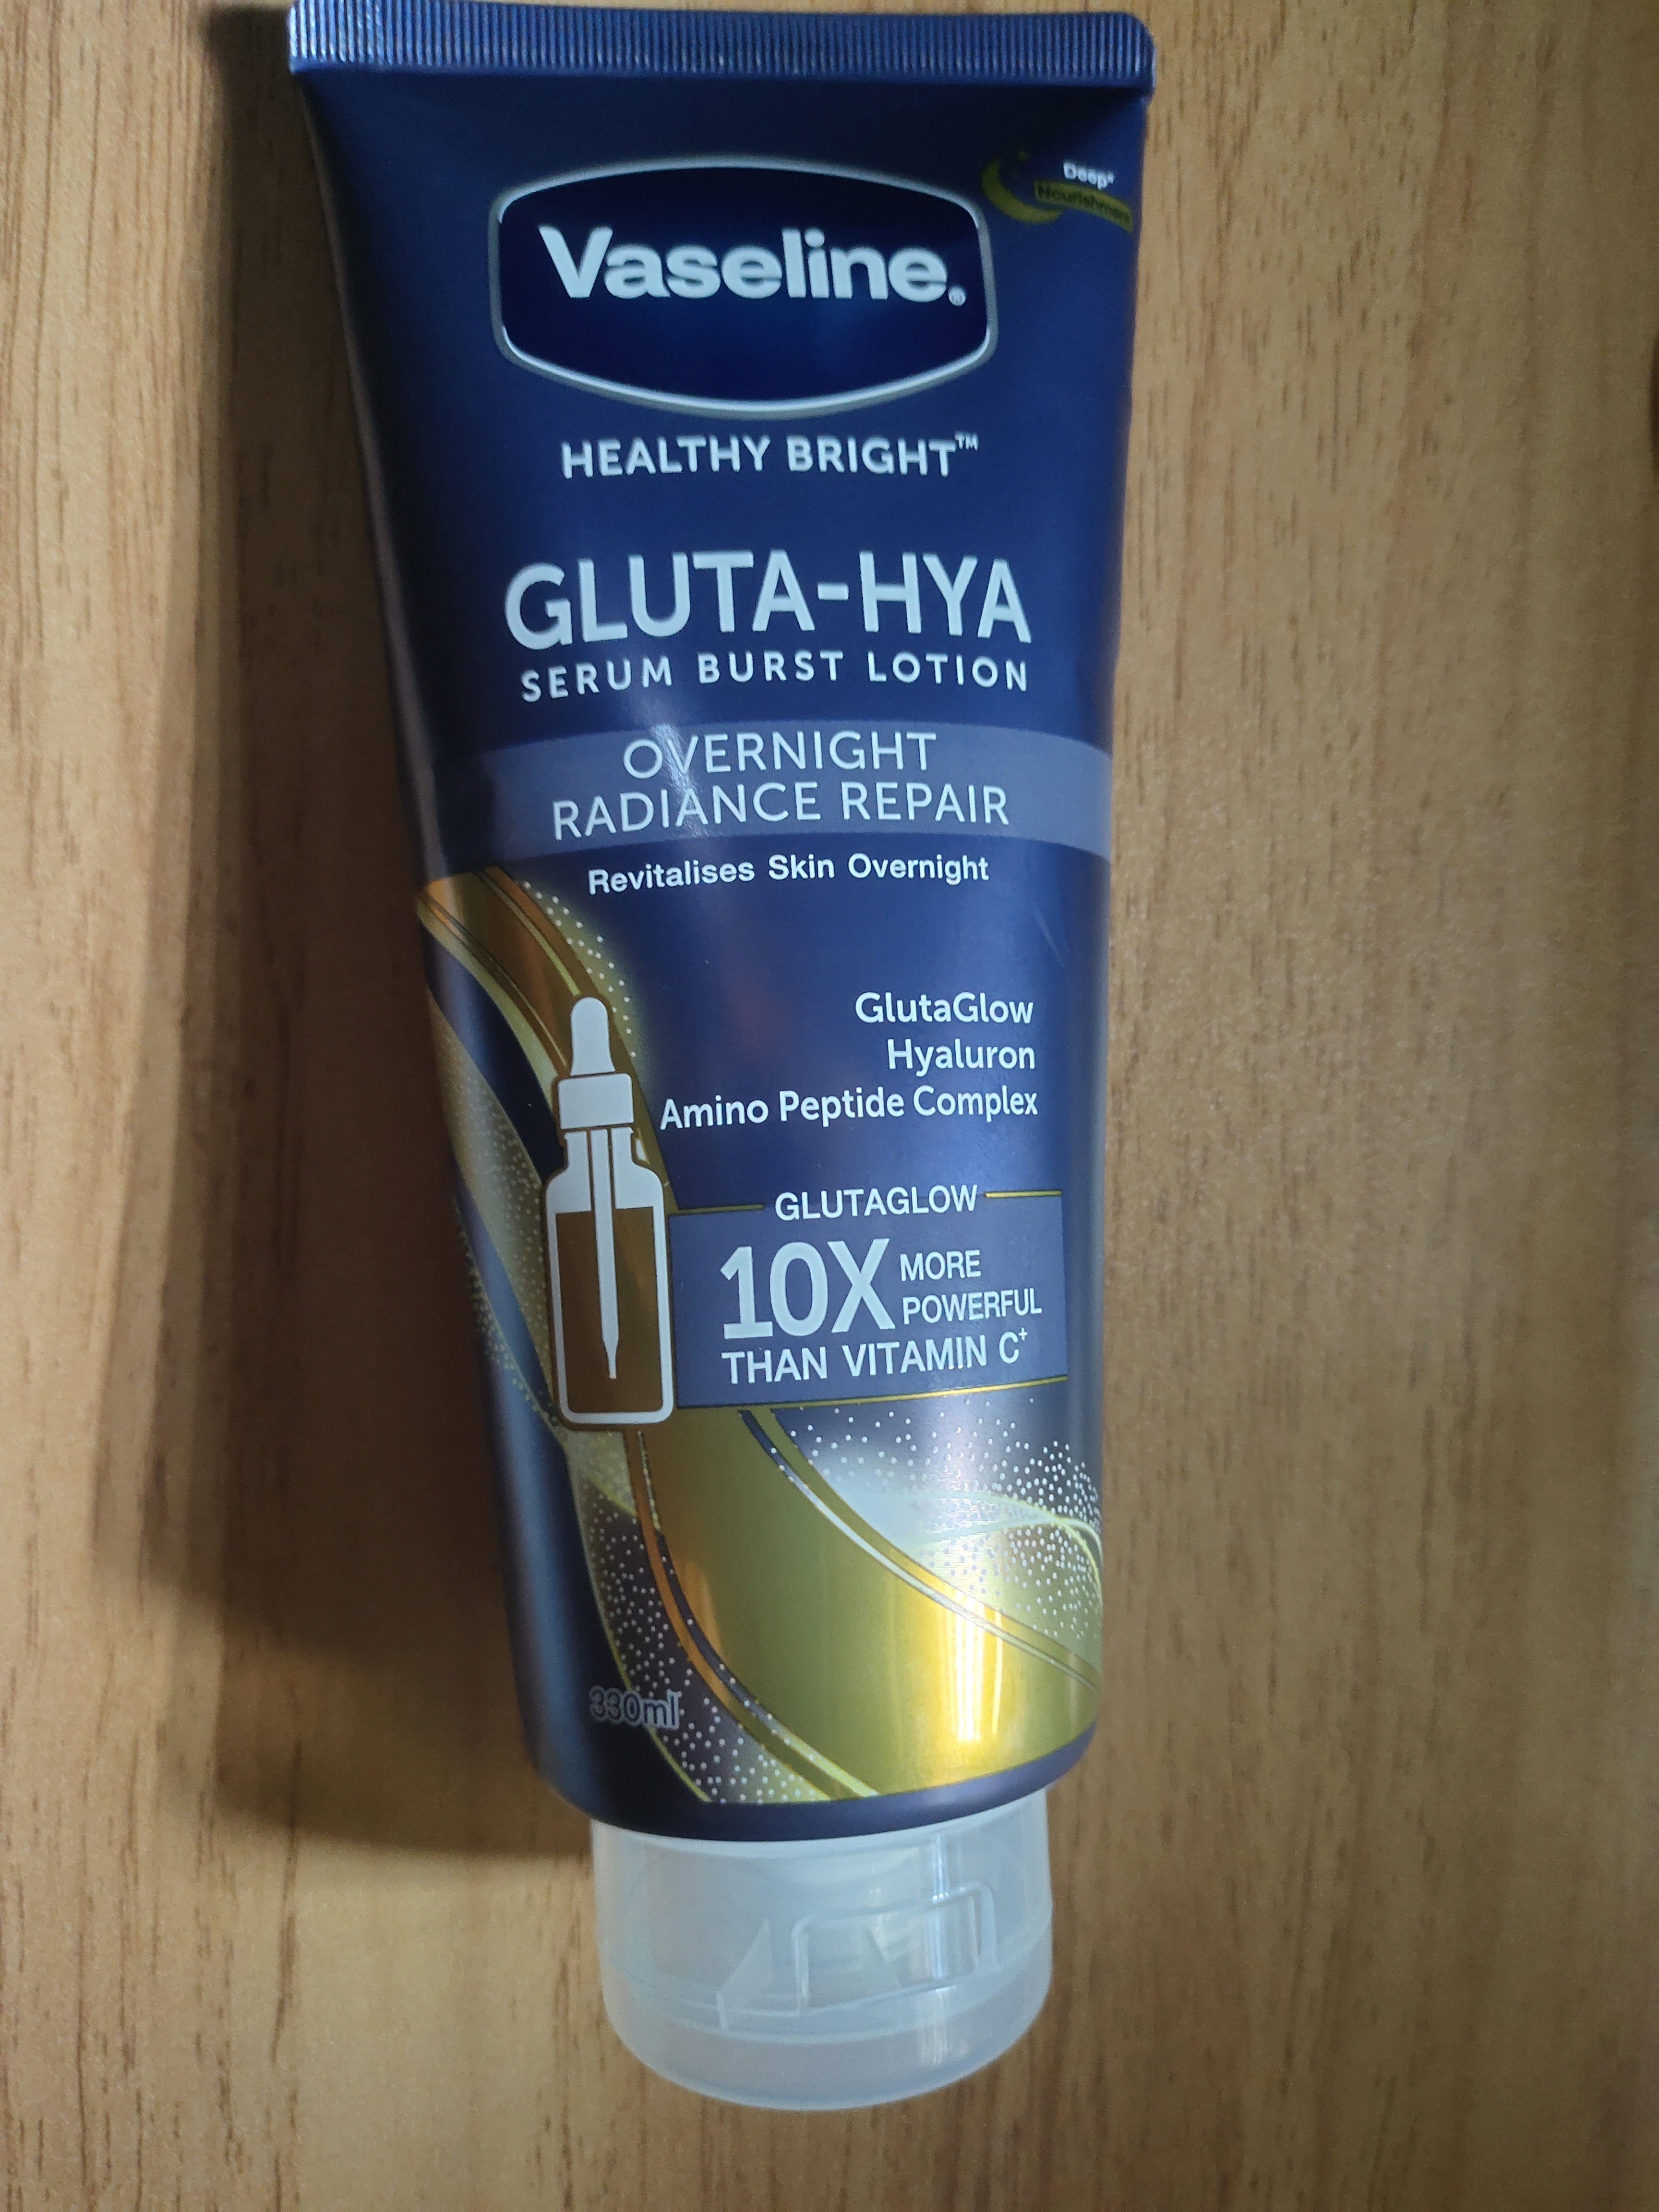 Vaseline®
Deep*
Nourishment
HEALTHY BRIGHT™
GLUTA-HYA
SERUM BURST LOTION
OVERNIGHT
RADIANCE REPAIR
Revitalises Skin Overnight
GlutaGlow
Hyaluron
Amino Peptide Complex
GLUTAGLOW
10X MORE
POWERFUL
THAN VITAMIN C⁺
330ml